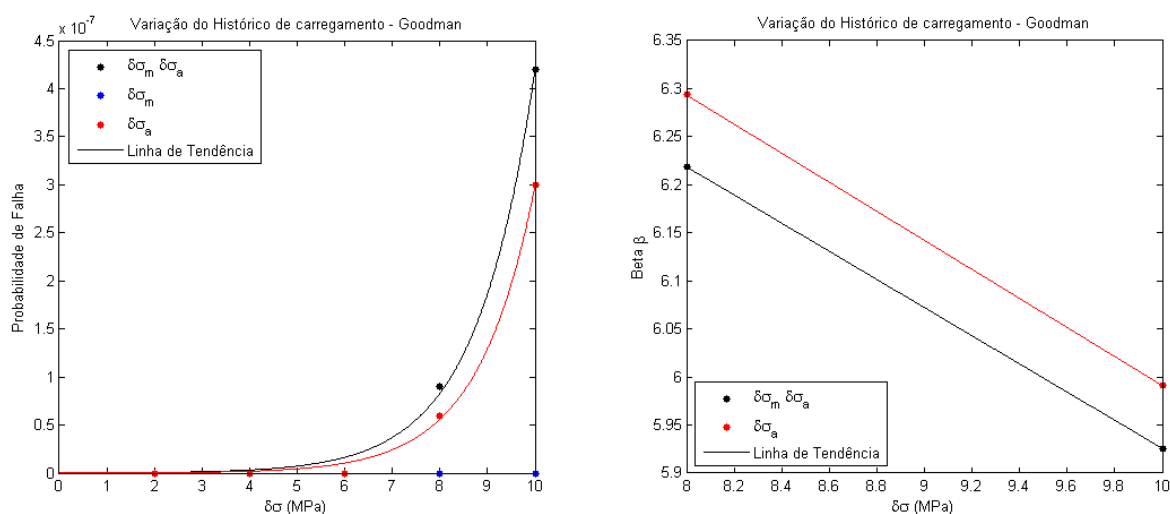 Variação do Histórico de carregamento - Goodman
x 10^-7
4.5
4
3.5
3
2.5
2
1.5
1
0.5
0
Probabilidade de Falha
δσm δσa
δσm
δσa
Linha de Tendência
0 1 2 3 4 5 6 7 8 9 10
δσ (MPa)
Variação do Histórico de carregamento - Goodman
6.35
6.3
6.25
6.2
6.15
6.1
6.05
6
5.95
5.9
Beta β
δσm δσa
δσa
Linha de Tendência
8 8.2 8.4 8.6 8.8 9 9.2 9.4 9.6 9.8 10
δσ (MPa)